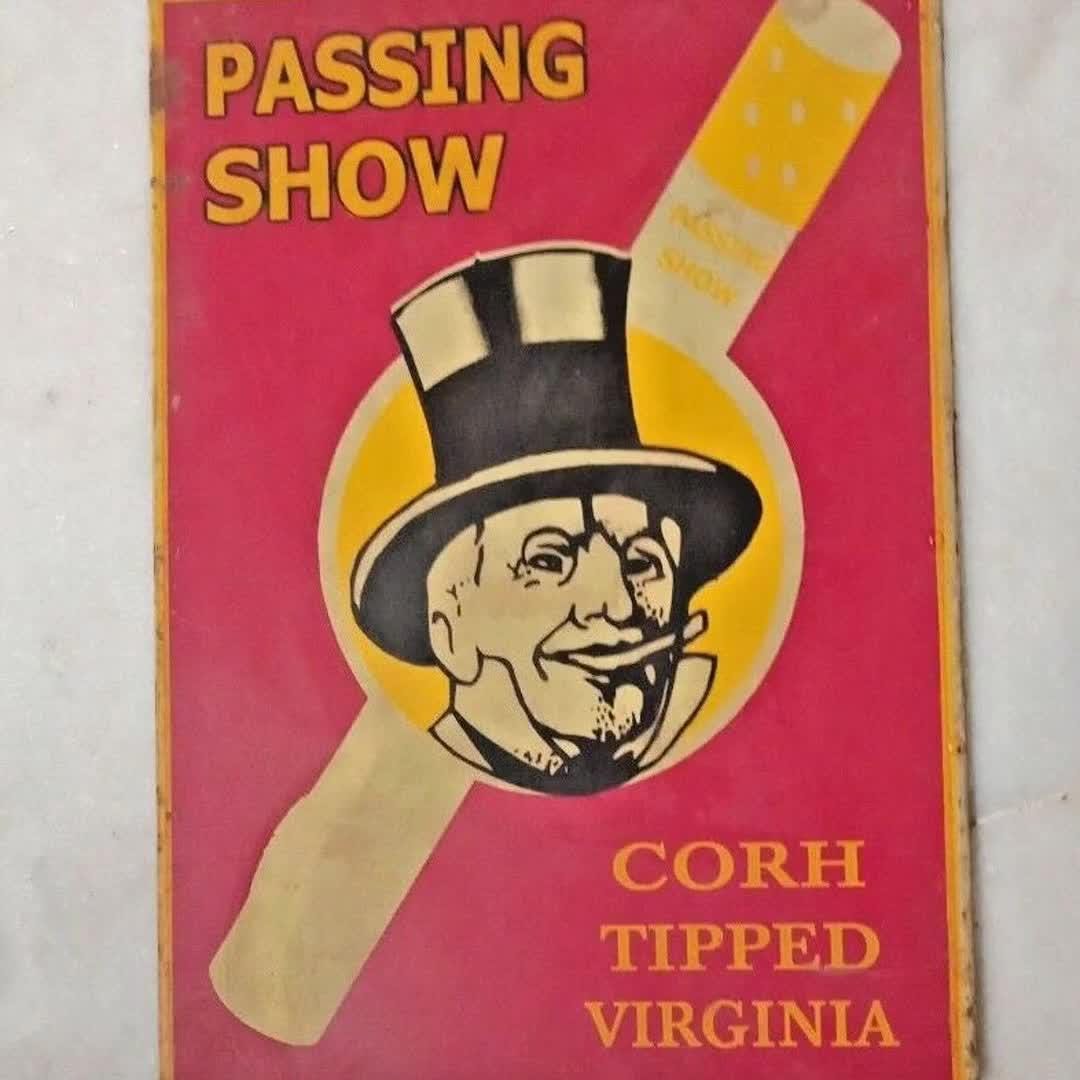 PASSING
SHOW
PASSING
SHOW
CORH
TIPPED
VIRGINIA